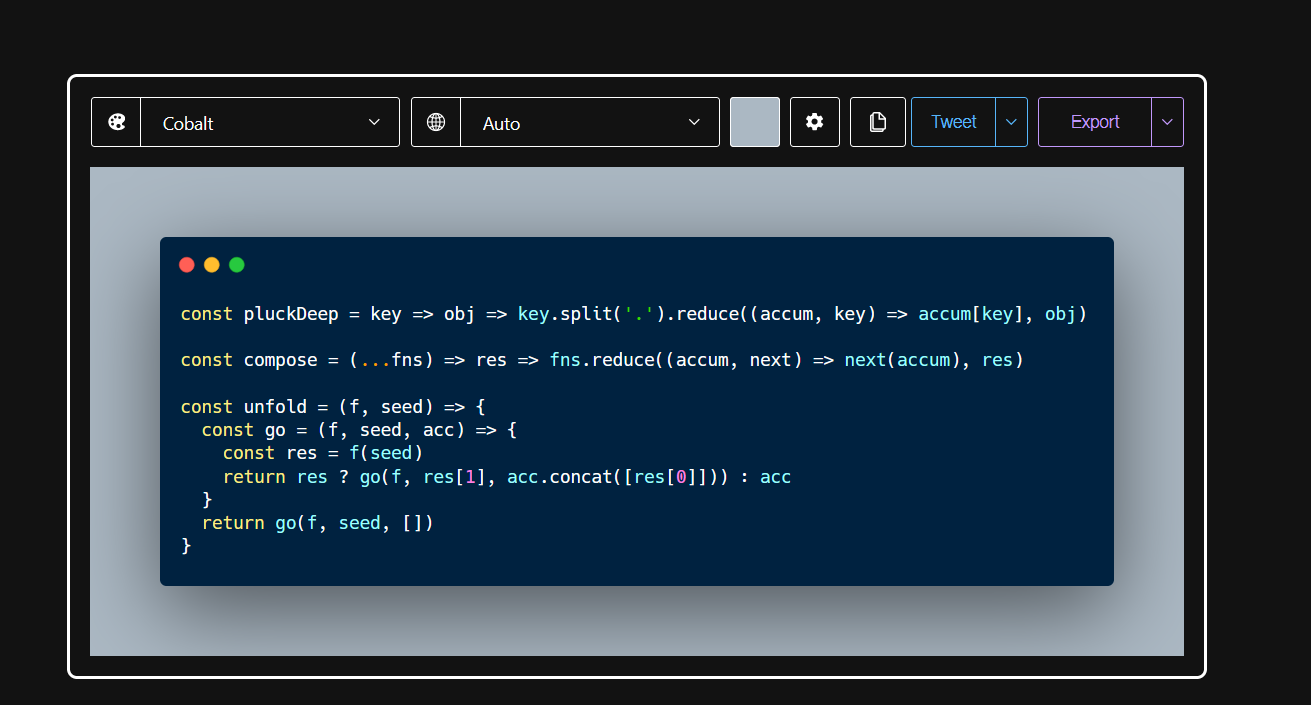 Cobalt Auto Tweet Export
const pluckDeep = key => obj => key.split('.').reduce((accum, key) => accum[key], obj)
const compose = (...fns) => res => fns.reduce((accum, next) => next(accum), res)
const unfold = (f, seed) => {
  const go = (f, seed, acc) => {
    const res = f(seed)
    return res ? go(f, res[1], acc.concat([res[0]])) : acc
  }
  return go(f, seed, [])
}